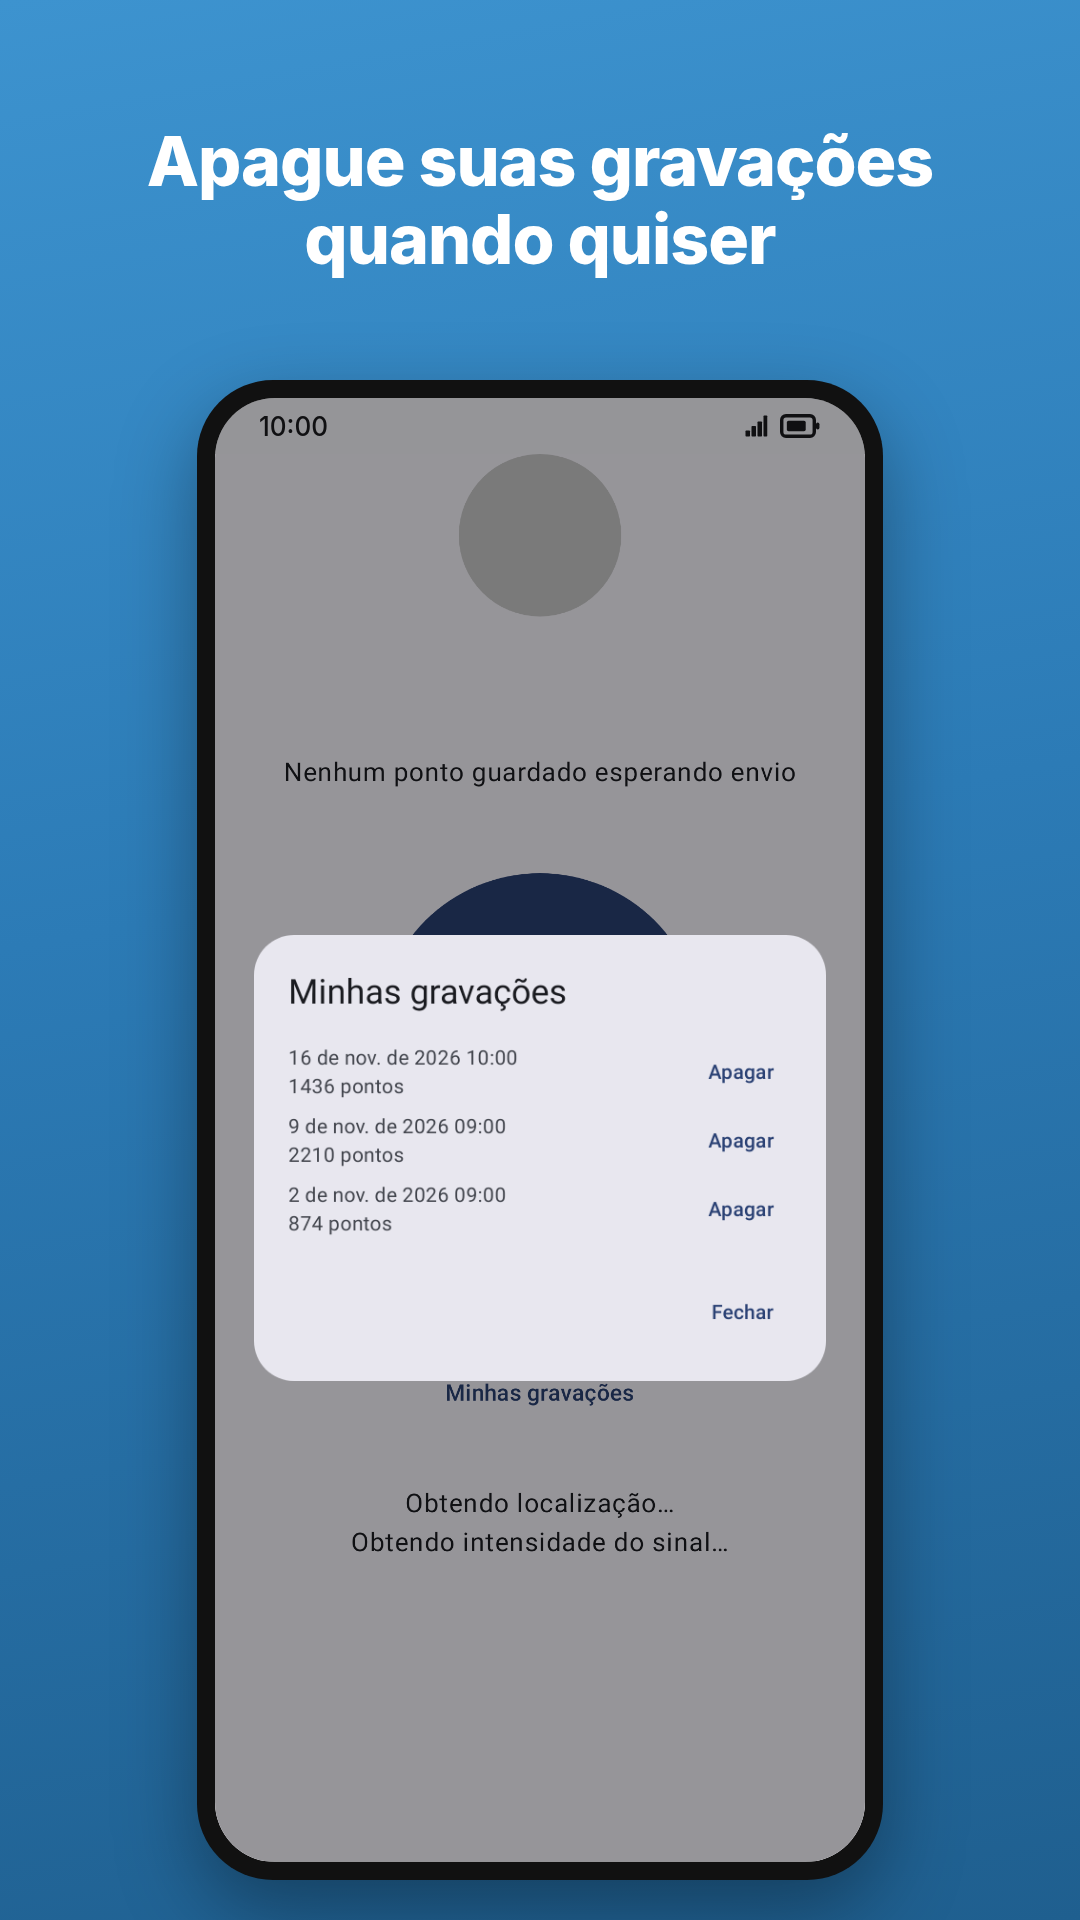 Apague suas gravações
quando quiser
10:00
Nenhum ponto guardado esperando envio
Minhas gravações
16 de nov. de 2026 10:00
1436 pontos
Apagar
9 de nov. de 2026 09:00
2210 pontos
Apagar
2 de nov. de 2026 09:00
874 pontos
Apagar
Fechar
Minhas gravações
Obtendo localização…
Obtendo intensidade do sinal…